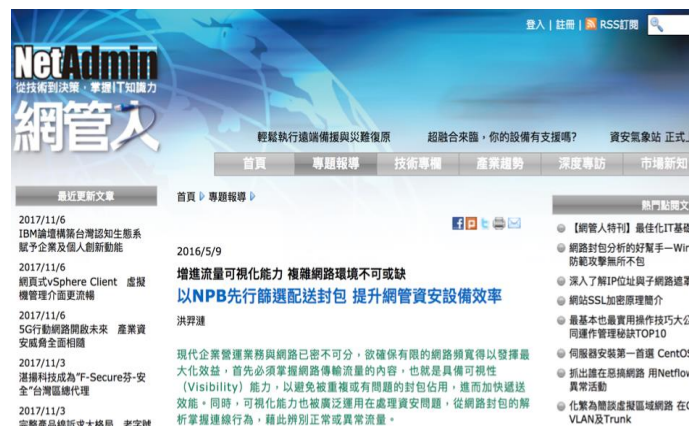 登入 | 註冊 | RSS訂閱
NetAdmin
從技術到決策，掌握IT知識力
網管人
輕鬆執行遠端備援與災難復原 超融合來臨，你的設備有支援嗎? 資安氣象站 正式
首頁 專題報導 技術專欄 產業趨勢 深度專訪 市場新知
最近更新文章
2017/11/6
IBM論壇構築台灣認知生態系
賦予企業及個人創新動能
2017/11/6
網頁式vSphere Client 虛擬
機管理介面更流暢
2017/11/6
5G行動網路開啟未來 產業資
安威脅全面相隨
2017/11/3
湛揚科技成為"F-Secure芬-安
全"台灣區總代理
2017/11/3
首頁 專題報導
2016/5/9
增進流量可視化能力 複雜網路環境不可或缺
以NPB先行篩選配送封包 提升網管資安設備效率
洪羿漣
現代企業營運業務與網路已密不可分，欲確保有限的網路頻寬得以發揮最
大化效益，首先必須掌握網路傳輸流量的內容，也就是具備可視性
（Visibility）能力，以避免被重複或有問題的封包佔用，進而加快遞送
效能。同時，可視化能力也被廣泛運用在處理資安問題，從網路封包的解
析掌握連線行為，藉此辨別正常或異常流量。
熱門點閱文
【網管人特刊】最佳化IT基礎
網路封包分析的好幫手—Wir
防範攻擊無所不包
深入了解IP位址與子網路遮罩
網站SSL加密原理簡介
最基本也最實用操作技巧大公
同運作管理秘訣TOP10
伺服器安裝第一首選 CentOS
抓出誰在惡搞網路 用Netflow
異常活動
化繁為簡談虛擬區域網路 在C
VLAN及Trunk